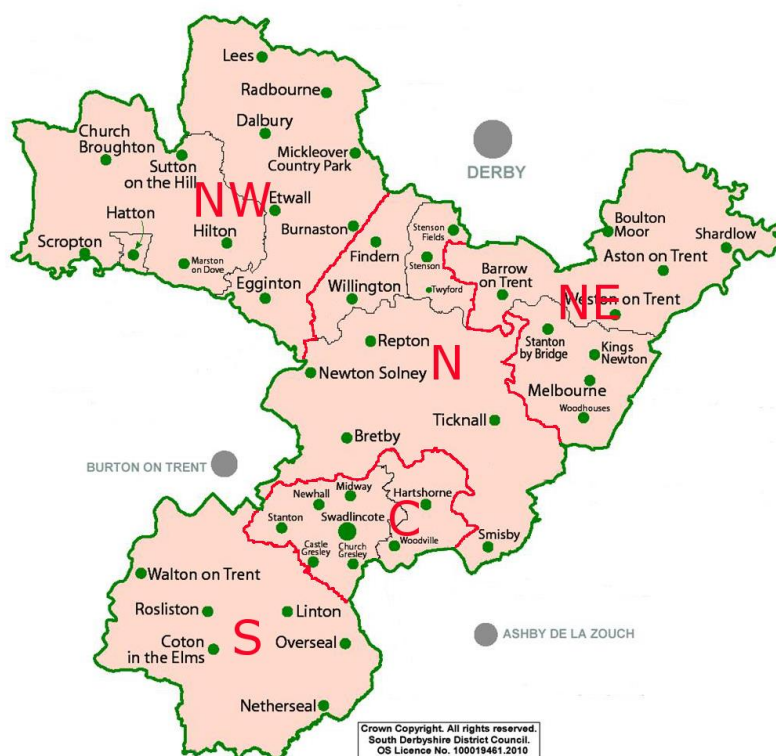 Lees
Radbourne
Dalbury
Church
Broughton
Mickleover
Country Park
Sutton
on the Hill
DERBY
NW
Etwall
Hatton
Burnaston
Hilton
Scropton
Marston
on Dove
Egginton
Stenson
Fields
Findern
Stenson
Twyford
Willington
Boulton
Moor
Shardlow
Aston on Trent
Barrow
on Trent
NE
Weston on Trent
Stanton
by Bridge
Kings
Newton
Melbourne
Woodhouses
Repton
N
Newton Solney
Ticknall
Bretby
BURTON ON TRENT
Midway
Newhall
Hartshorne
Stanton
Swadlincote
C
Castle
Gresley
Church
Gresley
Woodville
Smisby
Walton on Trent
Rosliston
Linton
S
Coton
in the Elms
Overseal
ASHBY DE LA ZOUCH
Netherseal
Crown Copyright. All rights reserved.
South Derbyshire District Council.
OS Licence No. 100019461.2010